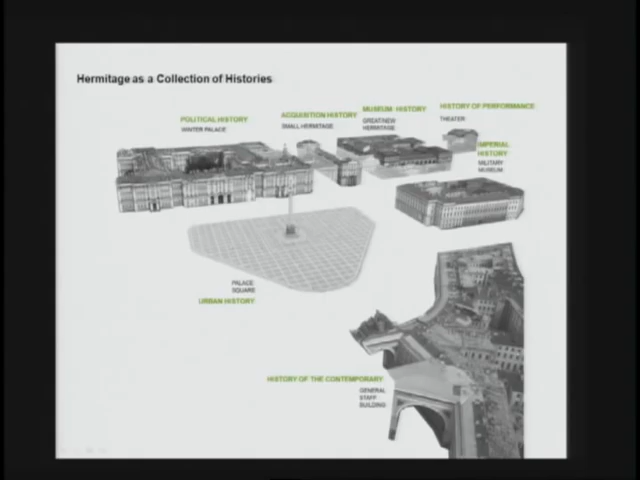 Hermitage as a Collection of Histories
POLITICAL HISTORY
WINTER PALACE
ACQUISITION HISTORY
SMALL HERMITAGE
MUSEUM HISTORY
GREAT/NEW
HERMITAGE
HISTORY OF PERFORMANCE
THEATER
IMPERIAL
HISTORY
MILITARY
MUSEUM
PALACE
SQUARE
URBAN HISTORY
HISTORY OF THE CONTEMPORARY
GENERAL
STAFF
BUILDING